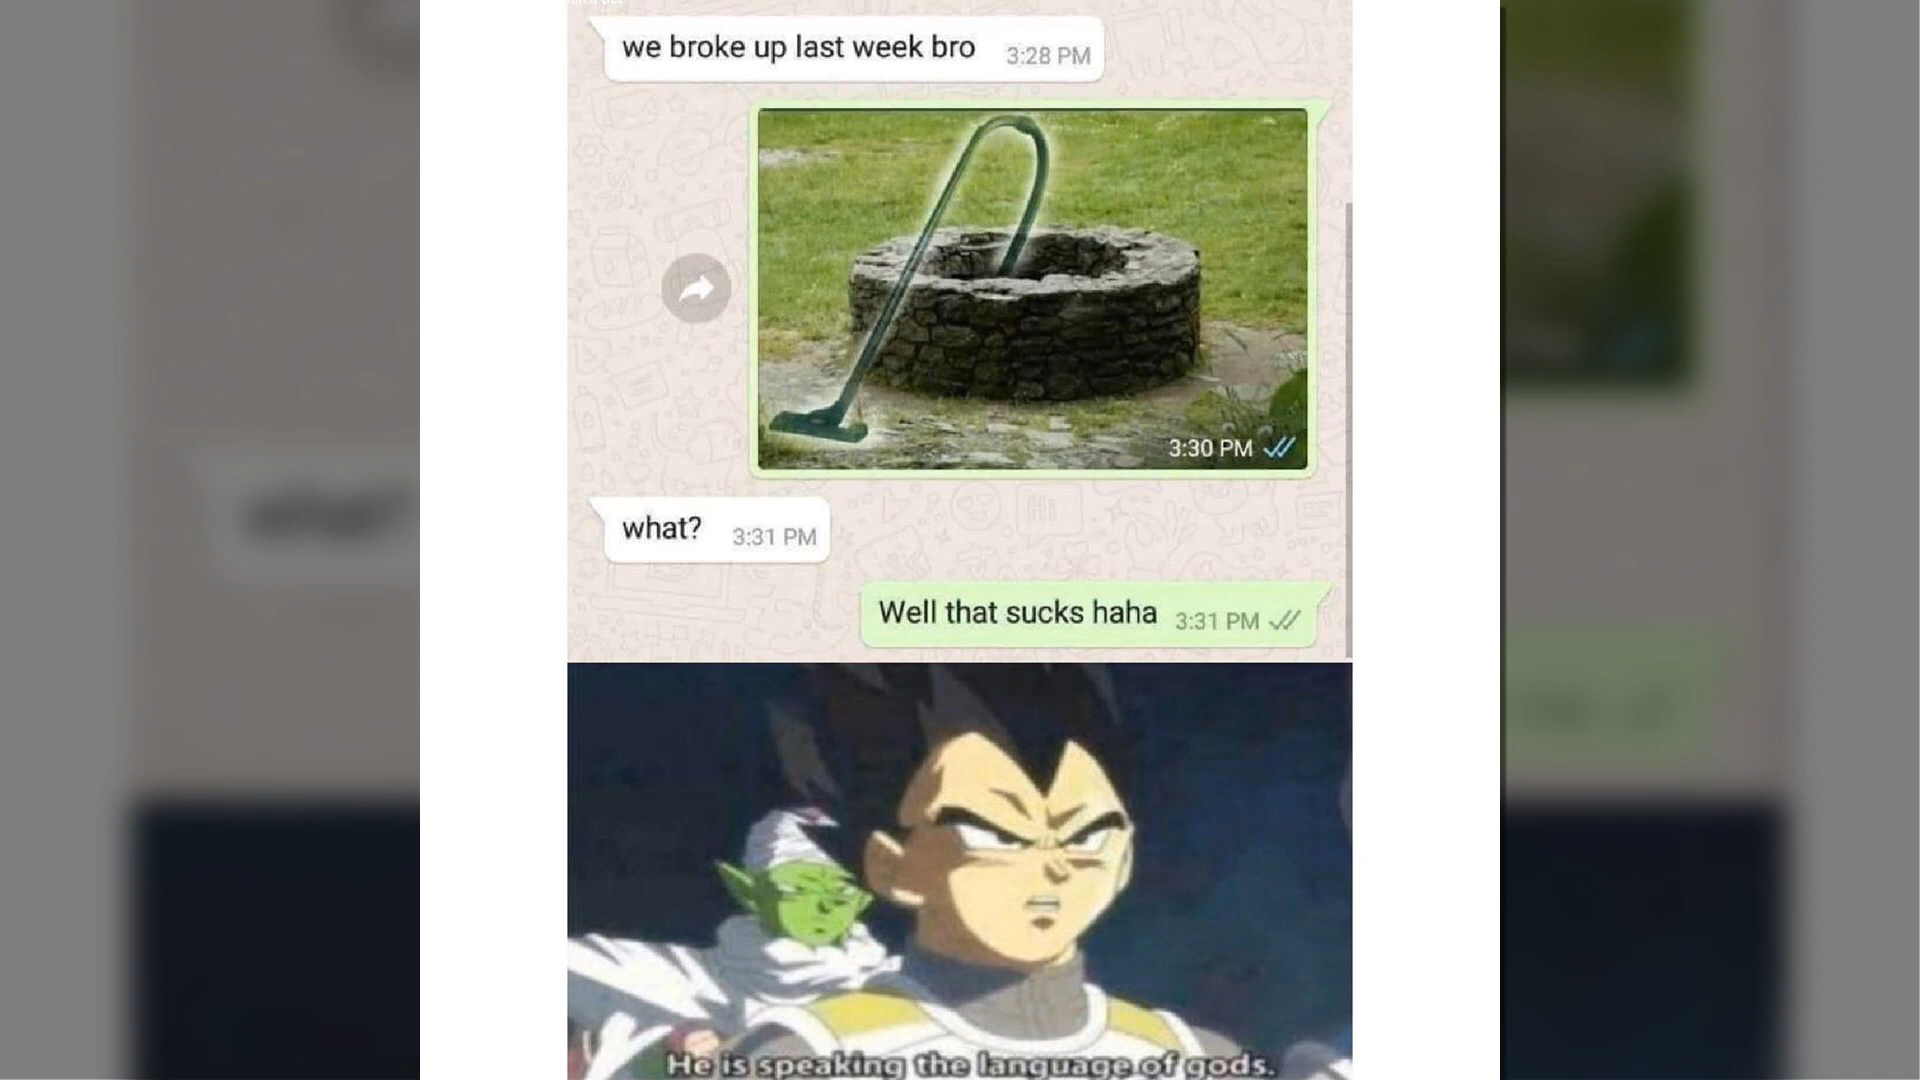 we broke up last week bro 3:28 PM
3:30 PM
what? 3:31 PM
Well that sucks haha 3:31 PM
He is speaking the language of gods.